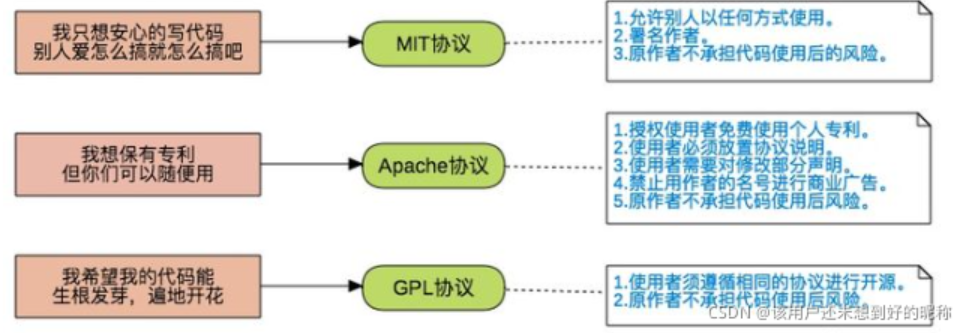 我只想安心的写代码
别人爱怎么搞就怎么搞吧
MIT协议
1.允许别人以任何方式使用。
2.署名作者。
3.原作者不承担代码使用后的风险。
我想保有专利
但你们可以随便用
Apache协议
1.授权使用者免费使用个人专利。
2.使用者必须放置协议说明。
3.使用者需要对修改部分声明。
4.禁止用作者的名号进行商业广告。
5.原作者不承担代码使用后风险。
我希望我的代码能
生根发芽，遍地开花
GPL协议
1.使用者须遵循相同的协议进行开源。
2.原作者不承担代码使用后风险。
CSDN @该用户还未想到好的昵称